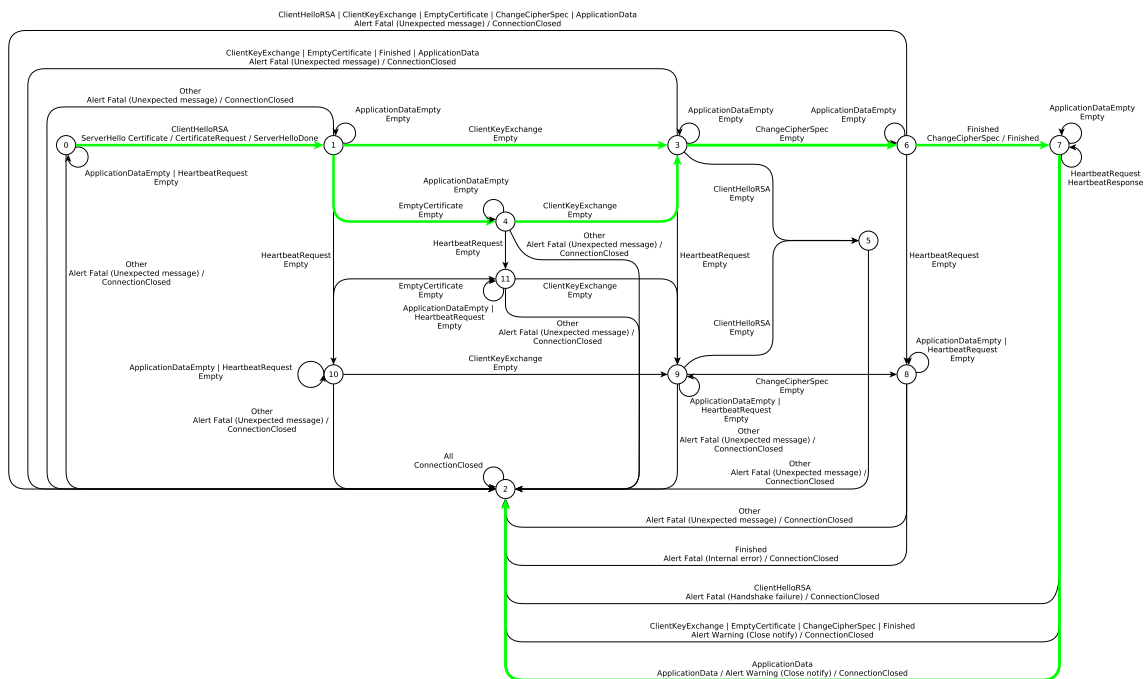 ClientHelloRSA | ClientKeyExchange | EmptyCertificate | ChangeCipherSpec | ApplicationData
Alert Fatal (Unexpected message) / ConnectionClosed
ClientKeyExchange | EmptyCertificate | Finished | ApplicationData
Alert Fatal (Unexpected message) / ConnectionClosed
Other
Alert Fatal (Unexpected message) / ConnectionClosed
ApplicationDataEmpty
Empty
ApplicationDataEmpty
Empty
ApplicationDataEmpty
Empty
ApplicationDataEmpty
Empty
ClientHelloRSA
ServerHello Certificate / CertificateRequest / ServerHelloDone
ClientKeyExchange
Empty
ChangeCipherSpec
Empty
Finished
ChangeCipherSpec / Finished
0
1
3
6
7
ApplicationDataEmpty | HeartbeatRequest
Empty
HeartbeatRequest
HeartbeatResponse
ApplicationDataEmpty
Empty
ClientHelloRSA
Empty
EmptyCertificate
Empty
4
ClientKeyExchange
Empty
5
HeartbeatRequest
Empty
Other
Alert Fatal (Unexpected message) /
ConnectionClosed
HeartbeatRequest
Empty
HeartbeatRequest
Empty
HeartbeatRequest
Empty
Other
Alert Fatal (Unexpected message) /
ConnectionClosed
11
EmptyCertificate
Empty
ClientKeyExchange
Empty
ApplicationDataEmpty |
HeartbeatRequest
Empty
Other
Alert Fatal (Unexpected message) /
ConnectionClosed
ClientHelloRSA
Empty
ApplicationDataEmpty |
HeartbeatRequest
Empty
ApplicationDataEmpty | HeartbeatRequest
Empty
10
ClientKeyExchange
Empty
9
ChangeCipherSpec
Empty
8
ApplicationDataEmpty |
HeartbeatRequest
Empty
Other
Alert Fatal (Unexpected message) /
ConnectionClosed
Other
Alert Fatal (Unexpected message) /
ConnectionClosed
All
ConnectionClosed
Other
Alert Fatal (Unexpected message) /
ConnectionClosed
2
Other
Alert Fatal (Unexpected message) / ConnectionClosed
Finished
Alert Fatal (Internal error) / ConnectionClosed
ClientHelloRSA
Alert Fatal (Handshake failure) / ConnectionClosed
ClientKeyExchange | EmptyCertificate | ChangeCipherSpec | Finished
Alert Warning (Close notify) / ConnectionClosed
ApplicationData
ApplicationData / Alert Warning (Close notify) / ConnectionClosed